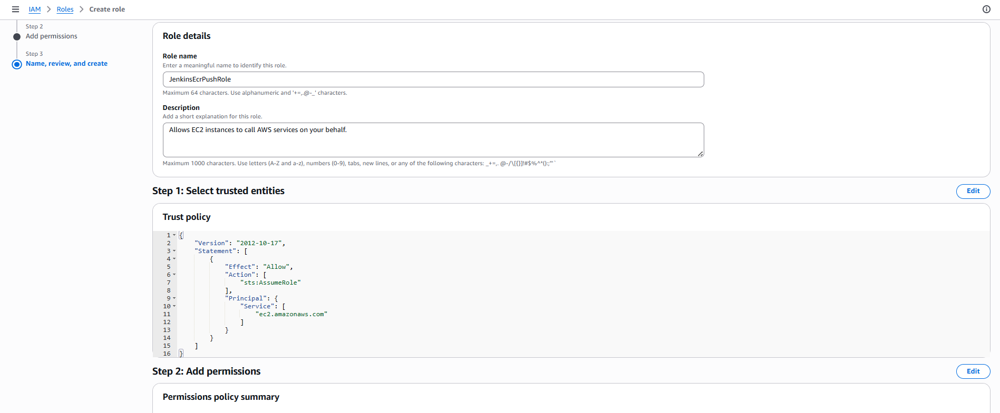 IAM > Roles > Create role
Step 2
Add permissions
Step 3
Name, review, and create
Role details
Role name
Enter a meaningful name to identify this role.
JenkinsEcrPushRole
Maximum 64 characters. Use alphanumeric and '+=,.@-_' characters.
Description
Add a short explanation for this role.
Allows EC2 instances to call AWS services on your behalf.
Maximum 1000 characters. Use letters (A-Z and a-z), numbers (0-9), tabs, new lines, or any of the following characters: _+=,. @-/\[{}]!#$%^*();:"'`
Step 1: Select trusted entities
Edit
Trust policy
1 {
2 "Version": "2012-10-17",
3 "Statement": [
4 {
5 "Effect": "Allow",
6 "Action": [
7 "sts:AssumeRole"
8 ],
9 "Principal": {
10 "Service": [
11 "ec2.amazonaws.com"
12 ]
13 }
14 }
15 ]
16 }
Step 2: Add permissions
Edit
Permissions policy summary